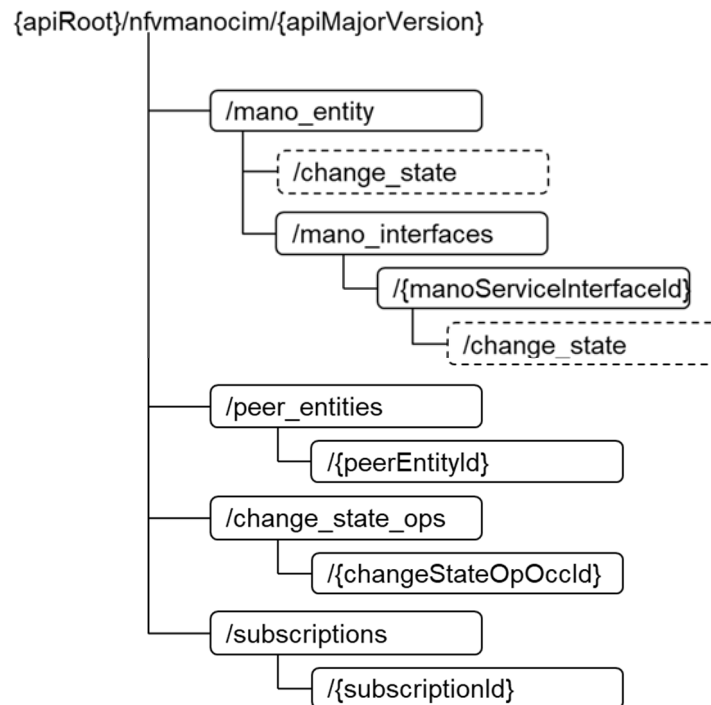 {apiRoot}/nfvmanocim/{apiMajorVersion}
/mano_entity
/change_state
/mano_interfaces
/{manoServiceInterfaceId}
/change_state
/peer_entities
/{peerEntityId}
/change_state_ops
/{changeStateOpOccId}
/subscriptions
/{subscriptionId}